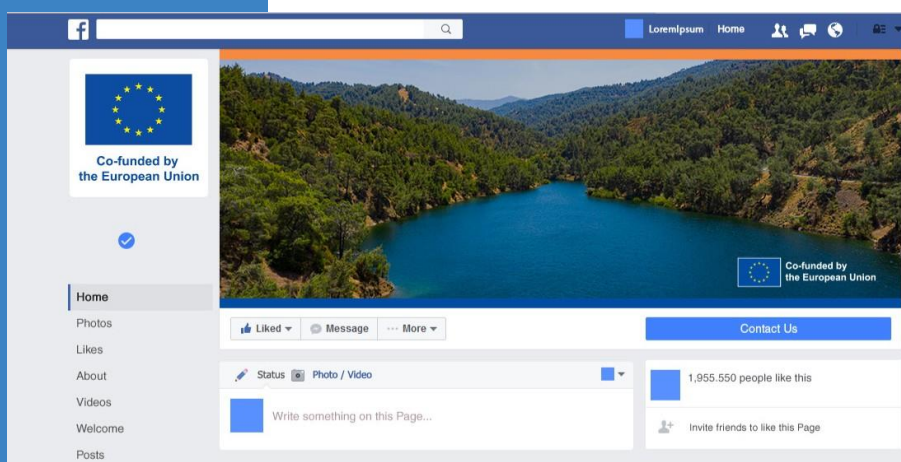 f
LoremIpsum Home
Co-funded by
the European Union
Co-funded by
the European Union
Home
Photos
Likes
About
Videos
Welcome
Posts
Liked
Message
··· More
Contact Us
Status
Photo / Video
Write something on this Page...
1,955.550 people like this
Invite friends to like this Page